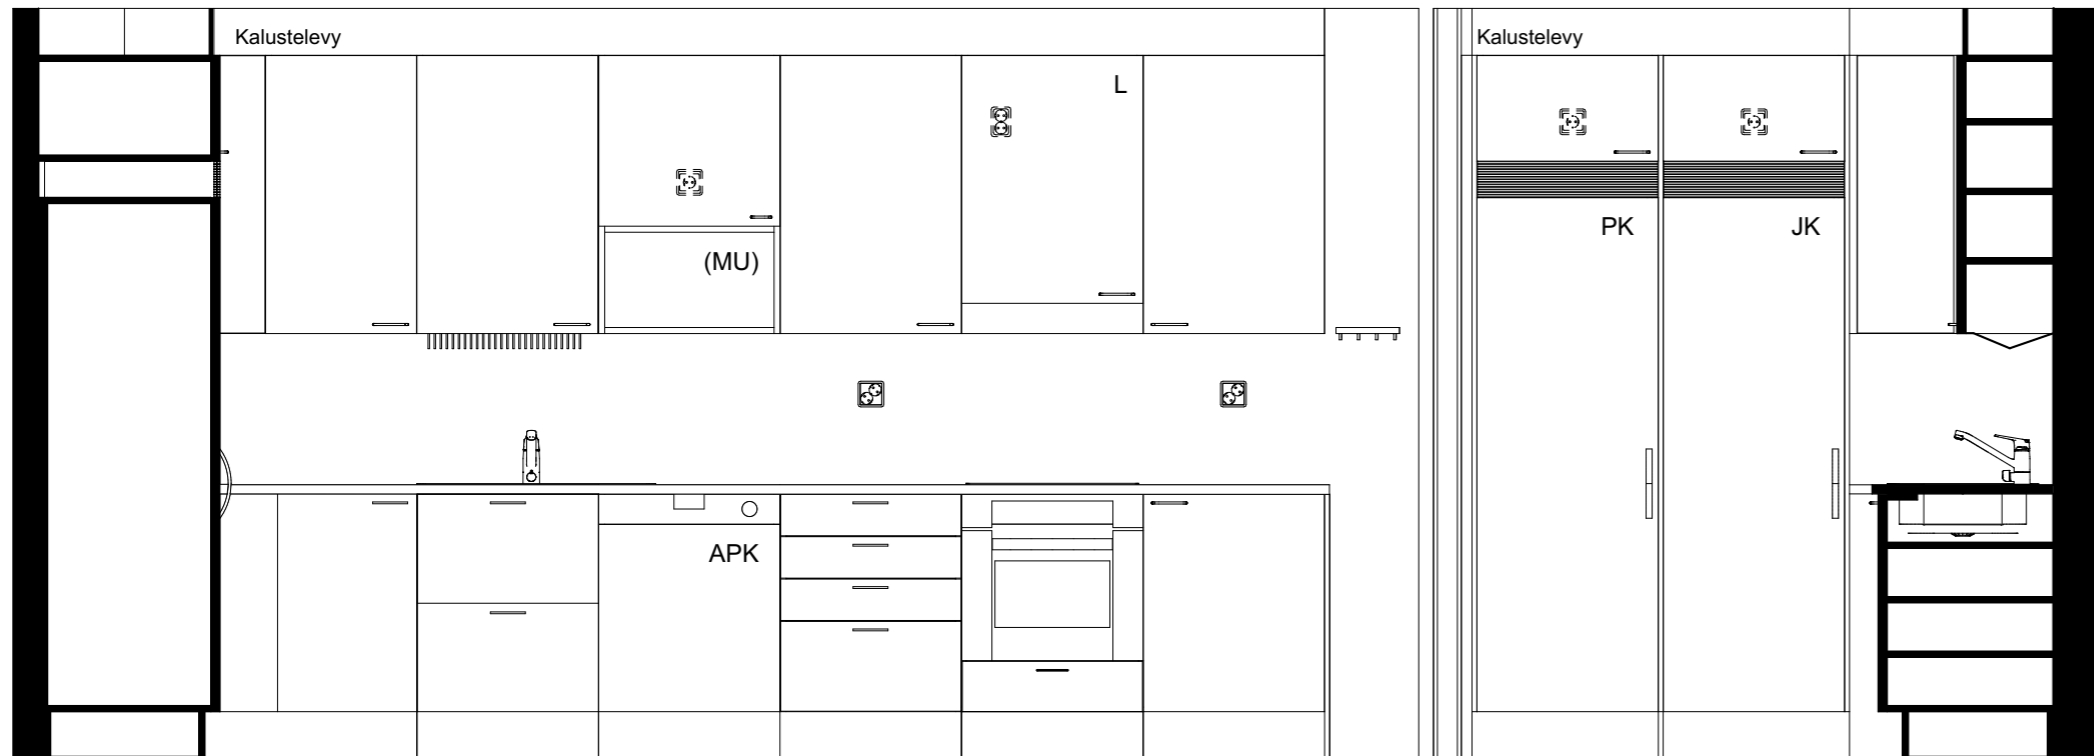 Kalustelevy
Kalustelevy
L
(MU)
PK
JK
APK